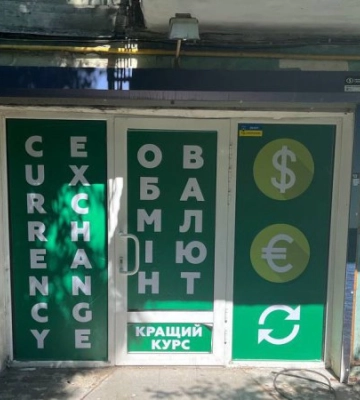 CURRENCY
EXCHANGE
ОБМІН
ВАЛЮТ
КРАЩИЙ
КУРС
$
€